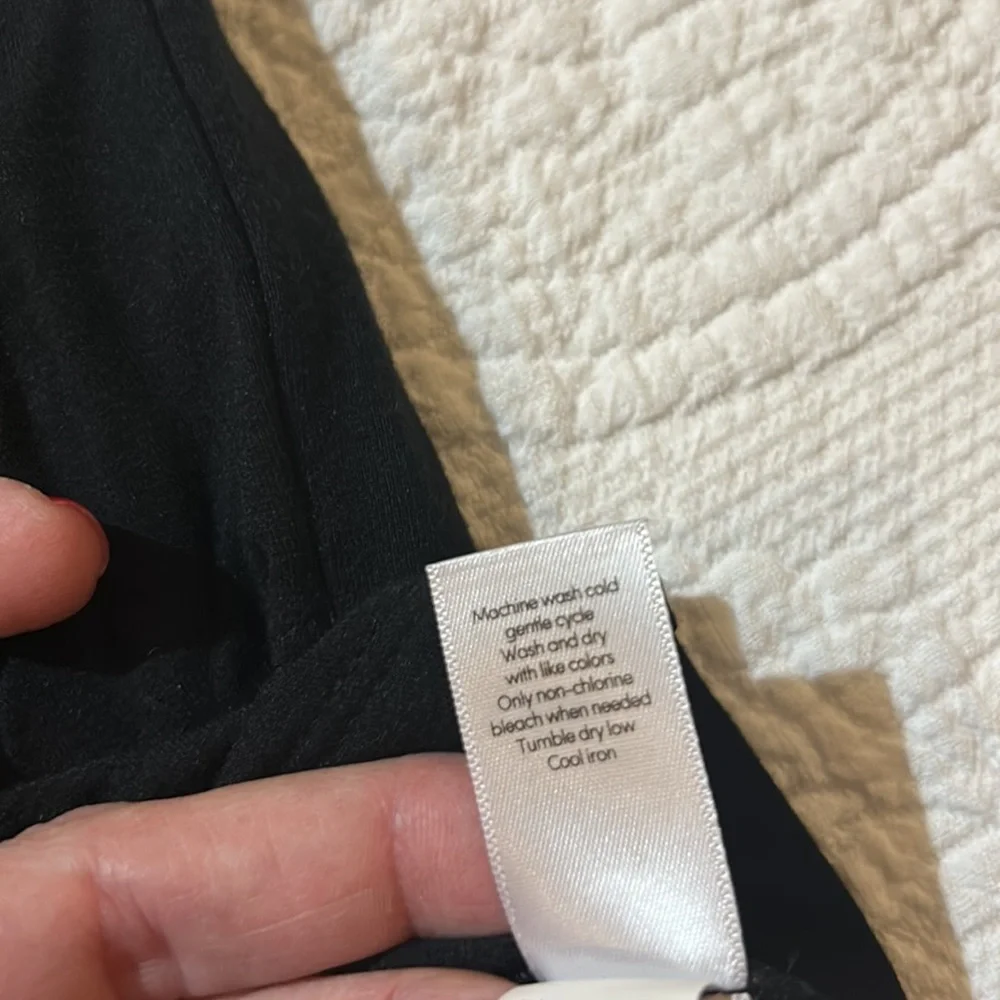 Machine wash cold
gentle cycle
Wash and dry
with like colors
Only non-chlorine
bleach when needed
Tumble dry low
Cool iron